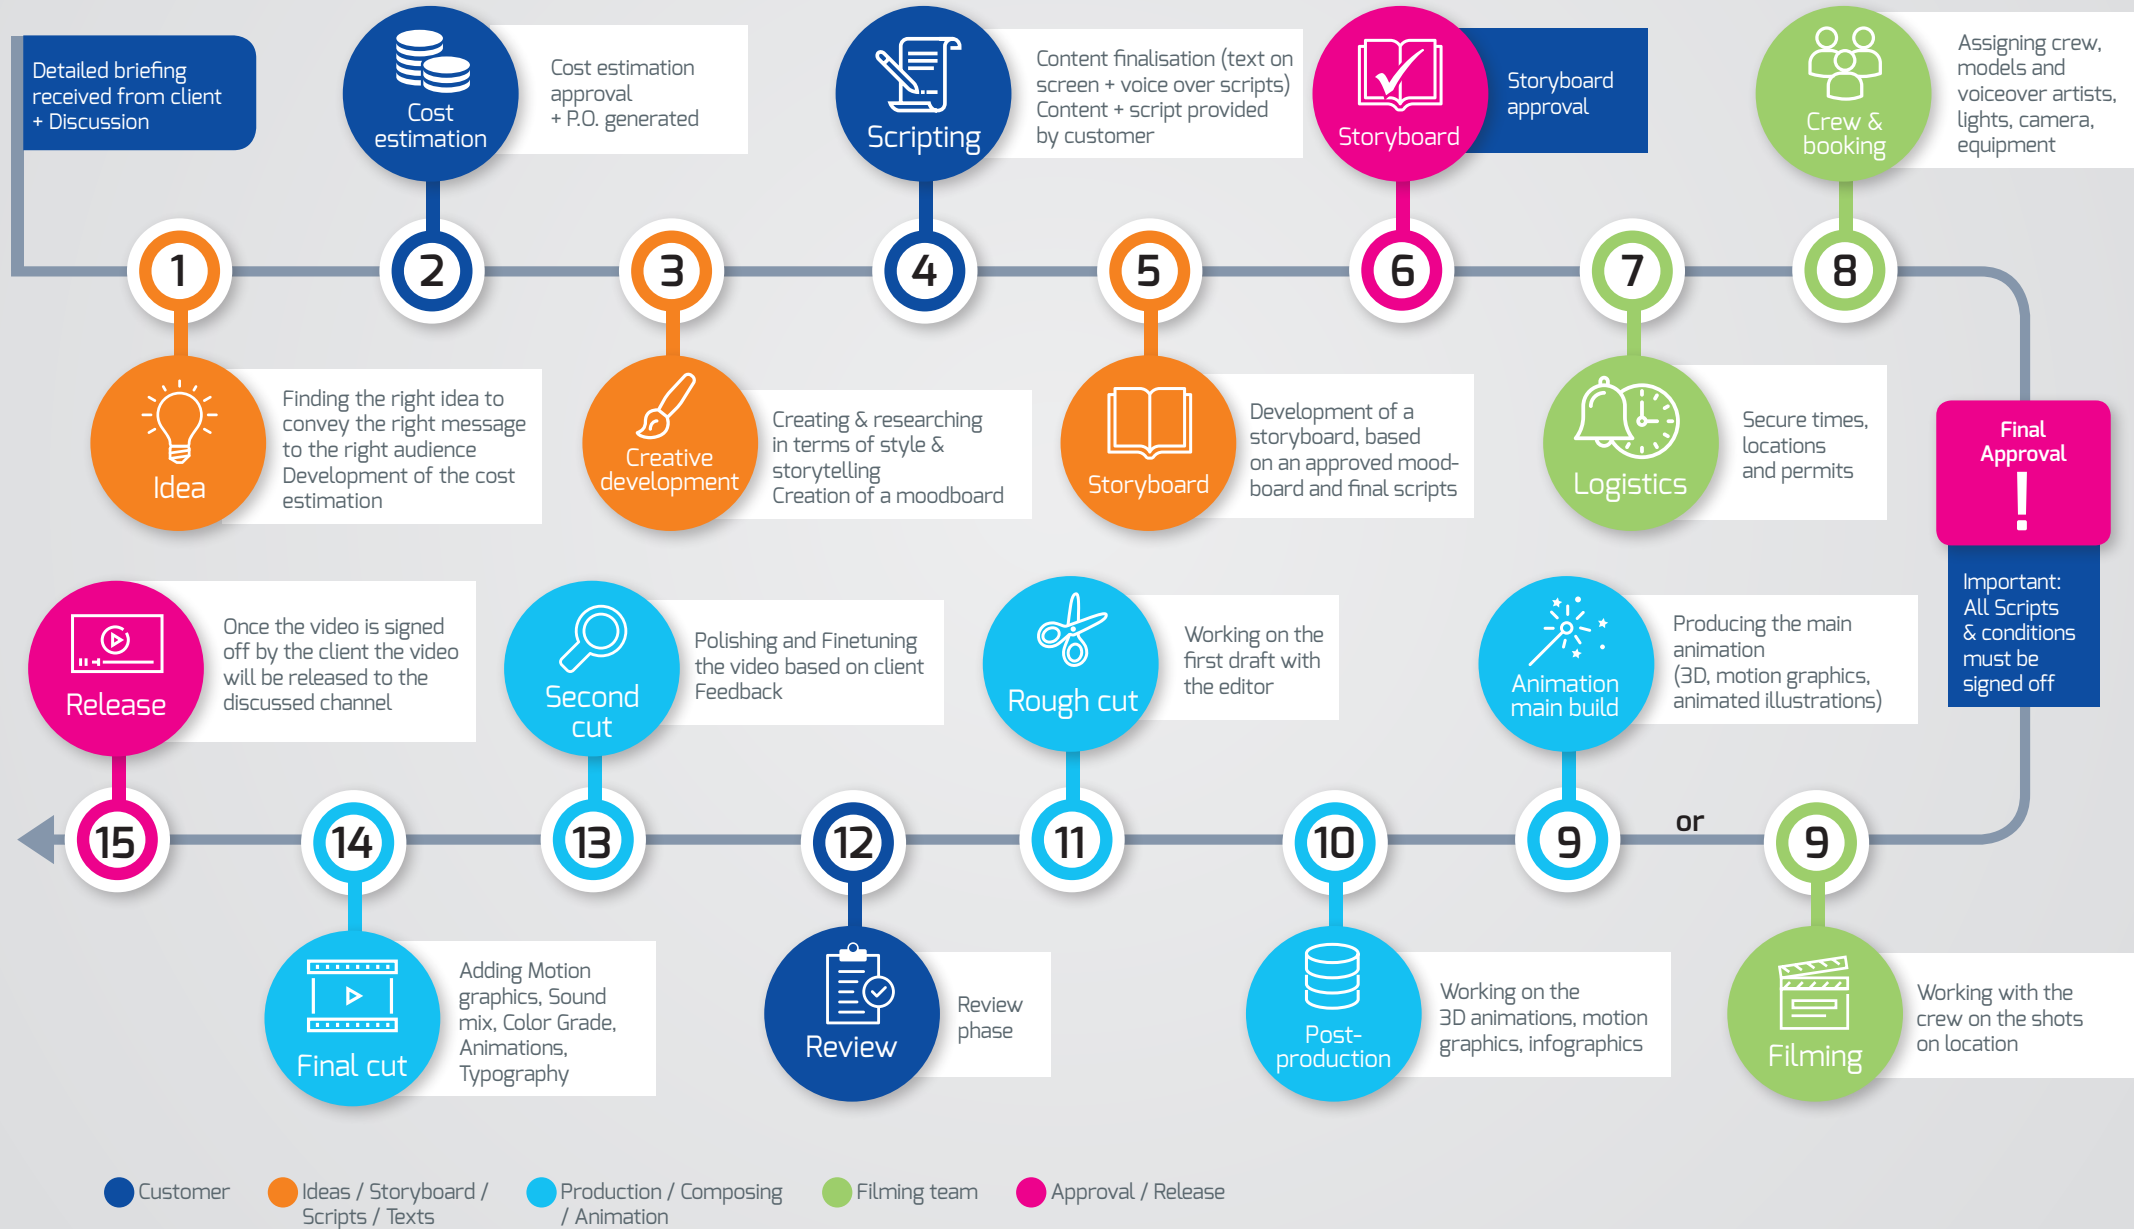 Detailed briefing
received from client
+ Discussion
Cost
estimation
Cost estimation
approval
+ P.O. generated
Scripting
Content finalisation (text on
screen + voice over scripts)
Content + script provided
by customer
Storyboard
Storyboard
approval
Crew &
booking
Assigning crew,
models and
voiceover artists,
lights, camera,
equipment
1
2
3
4
5
6
7
8
Idea
Finding the right idea to
convey the right message
to the right audience
Development of the cost
estimation
Creative
development
Creating & researching
in terms of style &
storytelling
Creation of a moodboard
Storyboard
Development of a
storyboard, based
on an approved mood-
board and final scripts
Logistics
Secure times,
locations
and permits
Final
Approval
!
Important:
All Scripts
& conditions
must be
signed off
Release
Once the video is signed
off by the client the video
will be released to the
discussed channel
Second
cut
Polishing and Finetuning
the video based on client
Feedback
Rough cut
Working on the
first draft with
the editor
Animation
main build
Producing the main
animation
(3D, motion graphics,
animated illustrations)
15
14
13
12
11
10
9
or
9
Final cut
Adding Motion
graphics, Sound
mix, Color Grade,
Animations,
Typography
Review
Review
phase
Post-
production
Working on the
3D animations, motion
graphics, infographics
Filming
Working with the
crew on the shots
on location
Customer
Ideas / Storyboard /
Scripts / Texts
Production / Composing
/ Animation
Filming team
Approval / Release